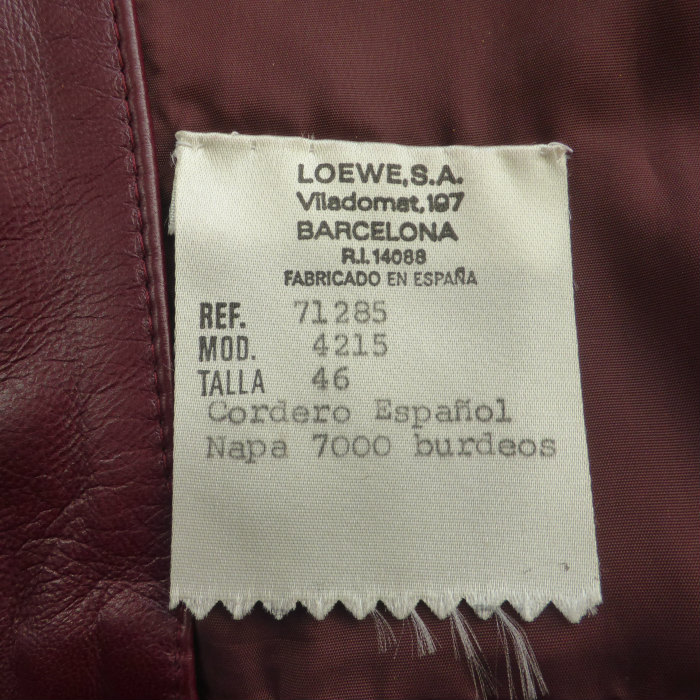 LOEWE,S.A.
Viladomat,197
BARCELONA
R.I.14088
FABRICADO EN ESPAÑA
REF. 71285
MOD. 4215
TALLA 46
Cordero Español
Napa 7000 burdeos